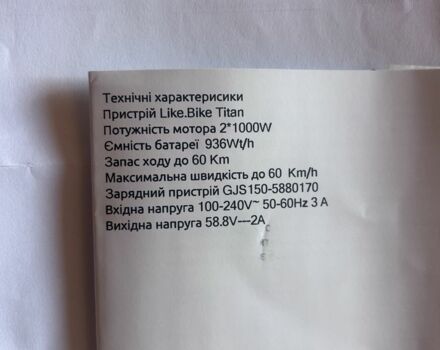 Технічні характерисики
Пристрій Like.Bike Titan
Потужність мотора 2*1000W
Ємність батареї 936Wt/h
Запас ходу до 60 Km
Максимальна швидкість до 60 Km/h
Зарядний пристрій GJS150-5880170
Вхідна напруга 100-240V~ 50-60Hz 3 A
Вихідна напруга 58.8V---2A